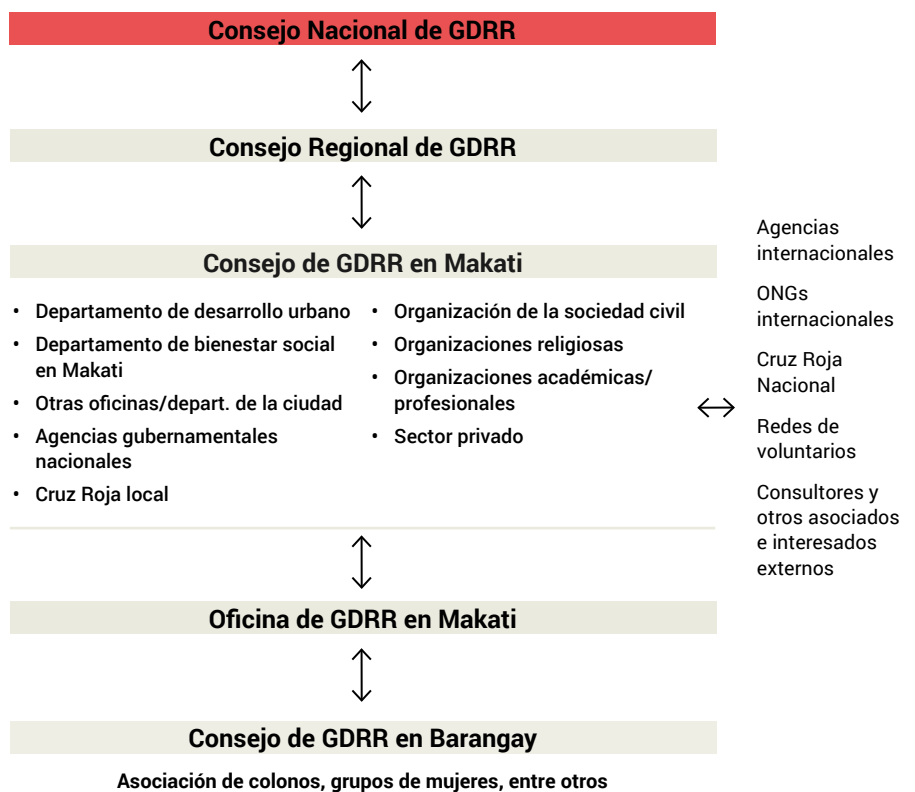 Consejo Nacional de GDRR
Consejo Regional de GDRR
Consejo de GDRR en Makati
• Departamento de desarrollo urbano
• Departamento de bienestar social
en Makati
• Otras oficinas/depart. de la ciudad
• Agencias gubernamentales
nacionales
• Cruz Roja local
• Organización de la sociedad civil
• Organizaciones religiosas
• Organizaciones académicas/
profesionales
• Sector privado
Agencias
internacionales
ONGs
internacionales
Cruz Roja
Nacional
Redes de
voluntarios
Consultores y
otros asociados
e interesados
externos
Oficina de GDRR en Makati
Consejo de GDRR en Barangay
Asociación de colonos, grupos de mujeres, entre otros